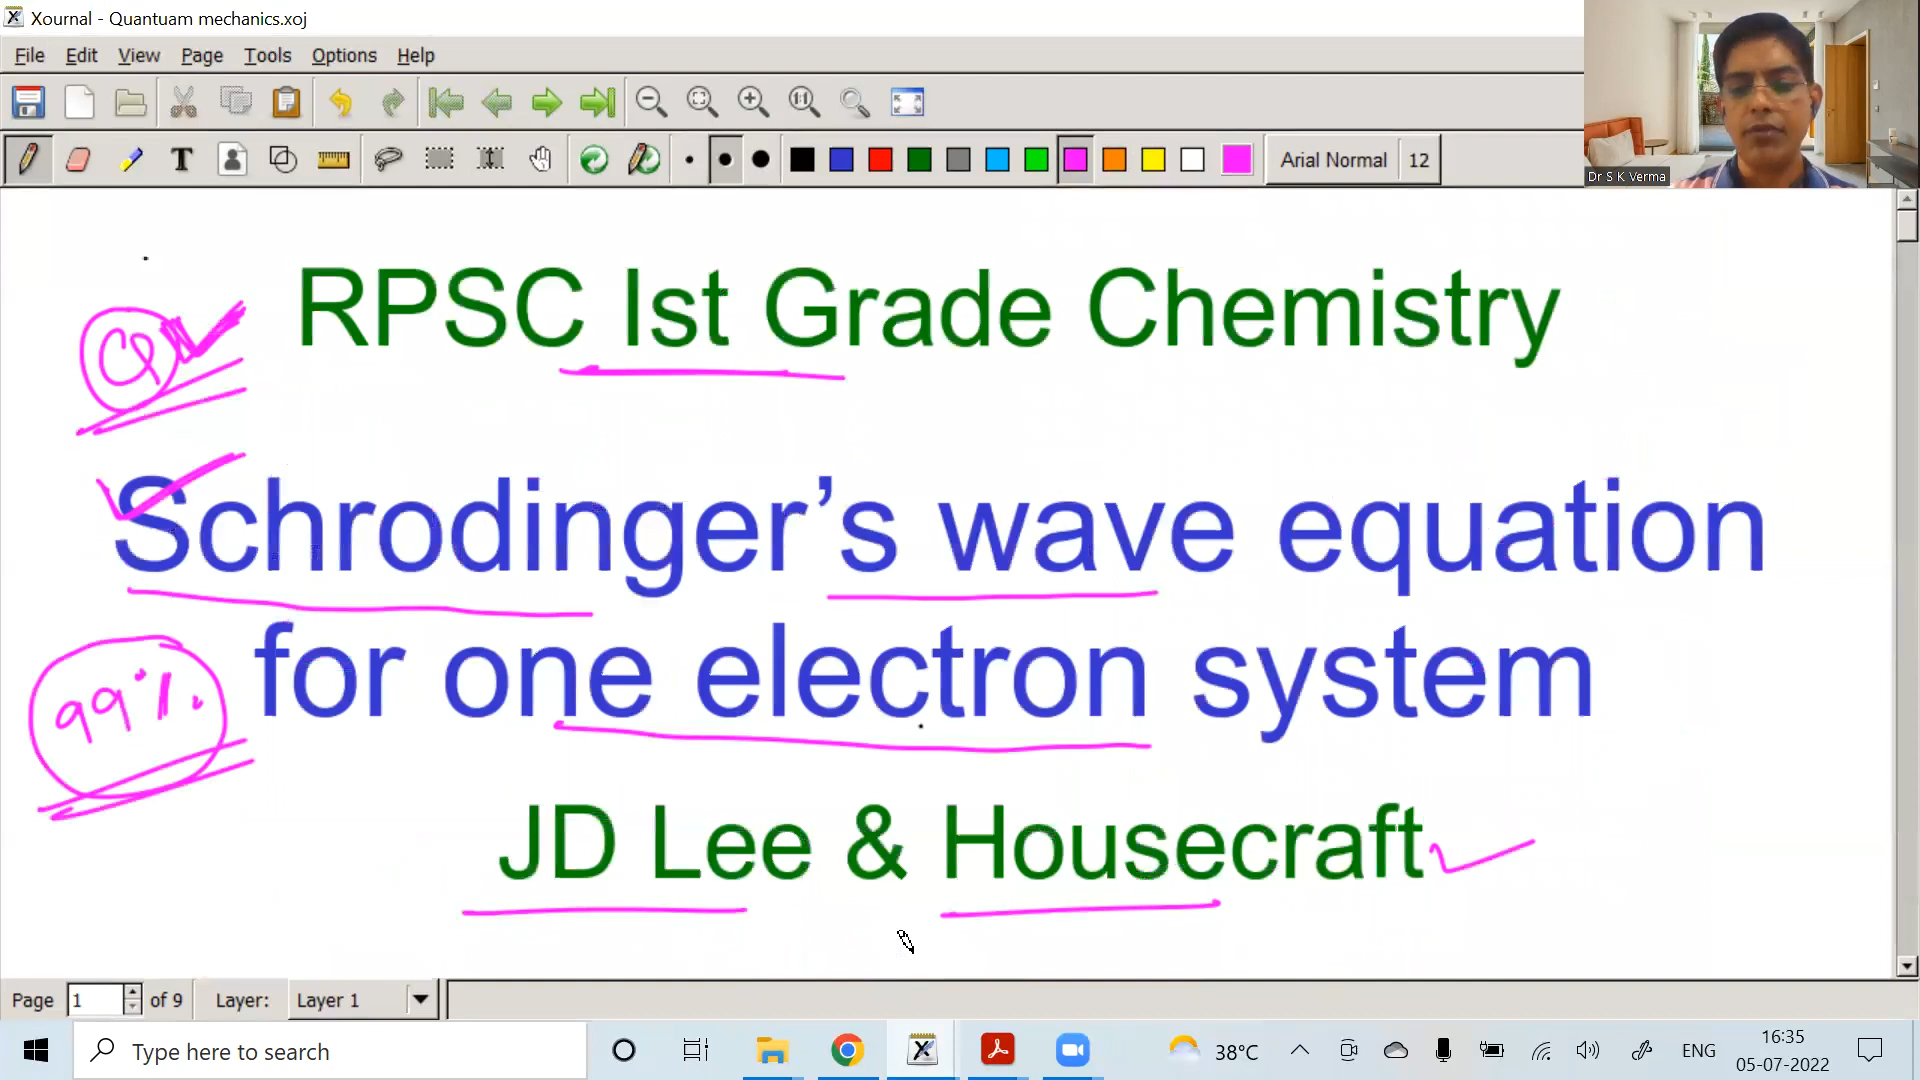 Xournal - Quantuam mechanics.xoj
File Edit View Page Tools Options Help
Arial Normal 12
Dr S K Verma
RPSC Ist Grade Chemistry
Schrodinger’s wave equation
for one electron system
99%
JD Lee & Housecraft
Page 1 of 9 Layer: Layer 1
Type here to search
38°C
ENG
16:35
05-07-2022